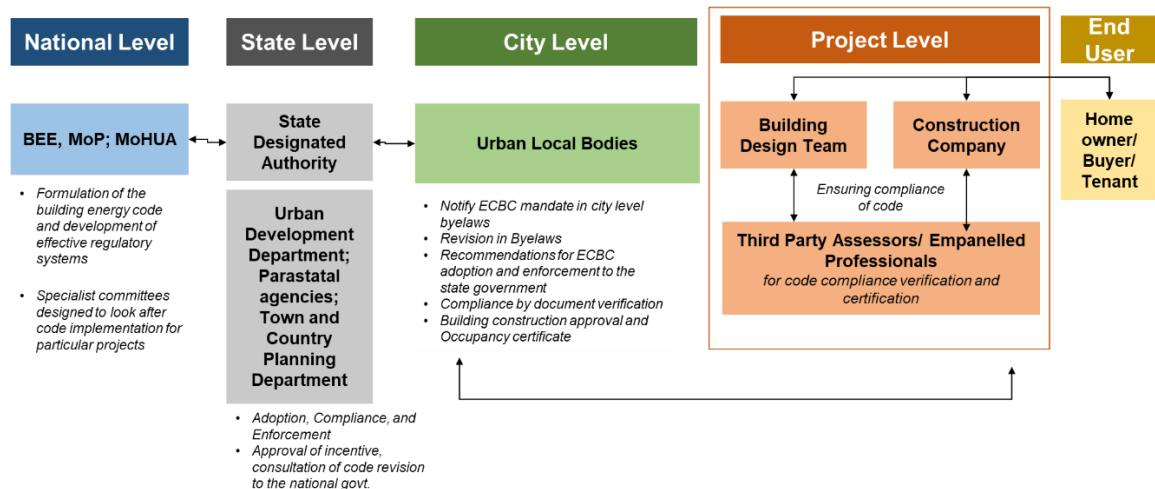 National Level
State Level
City Level
Project Level
End
User
BEE, MoP; MoHUA
• Formulation of the
building energy code
and development of
effective regulatory
systems
• Specialist committees
designed to look after
code implementation for
particular projects
State
Designated
Authority
Urban
Development
Department;
Parastatal
agencies;
Town and
Country
Planning
Department
• Adoption, Compliance, and
Enforcement
• Approval of incentive,
consultation of code revision
to the national govt.
Urban Local Bodies
• Notify ECBC mandate in city level
byelaws
• Revision in Byelaws
• Recommendations for ECBC
adoption and enforcement to the
state government
• Compliance by document verification
• Building construction approval and
Occupancy certificate
Building
Design Team
Construction
Company
Ensuring compliance
of code
Third Party Assessors/ Empanelled
Professionals
for code compliance verification and
certification
Home
owner/
Buyer/
Tenant